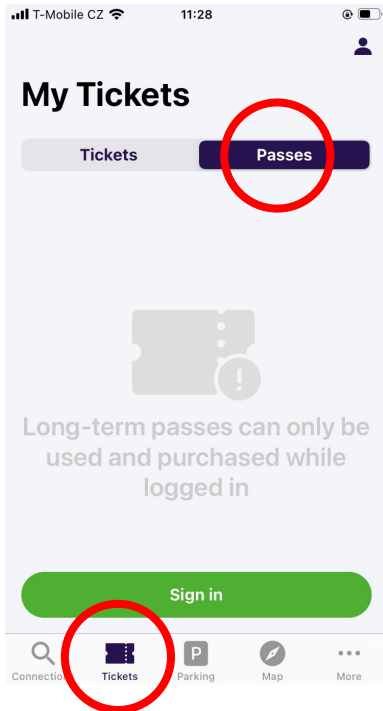 T-Mobile CZ 11:28
My Tickets
Tickets Passes
Long-term passes can only be
used and purchased while
logged in
Sign in
P
Connections Tickets Parking Map More